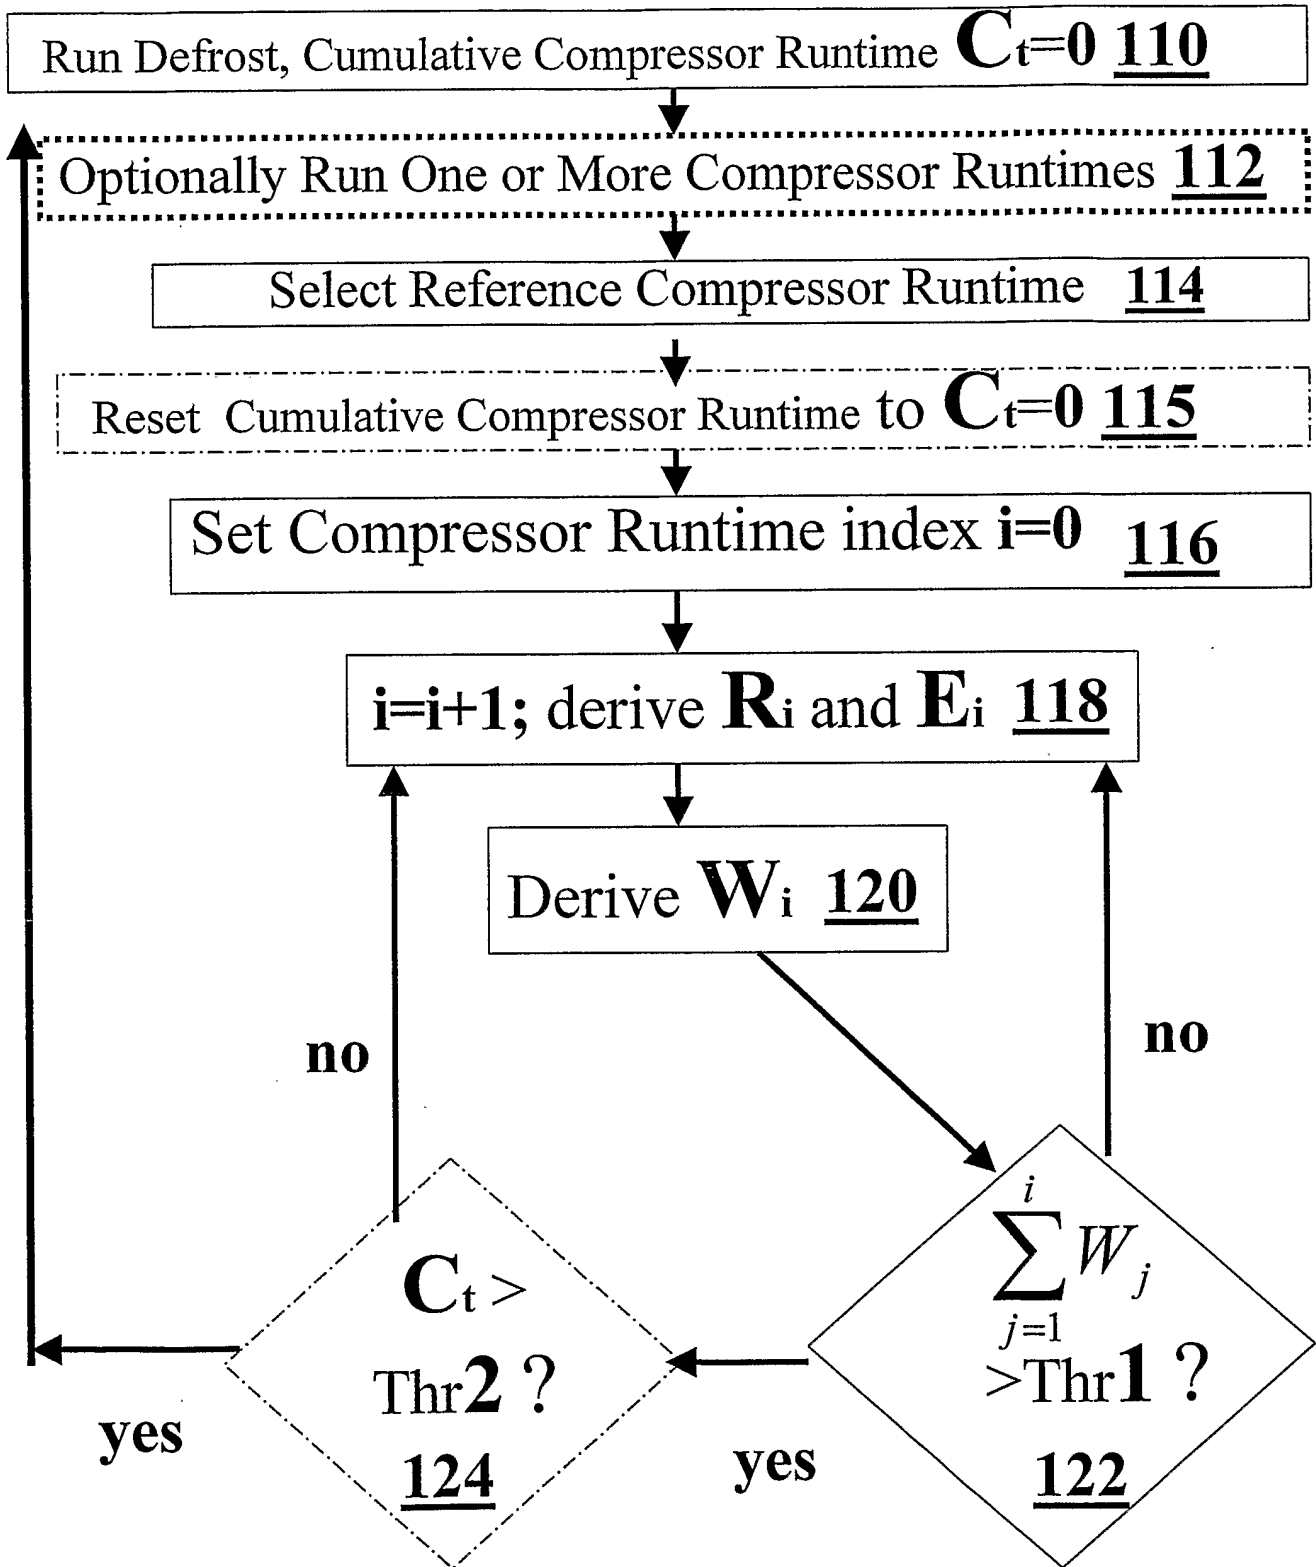 Run Defrost, Cumulative Compressor Runtime Ct=0 110
Optionally Run One or More Compressor Runtimes 112
Select Reference Compressor Runtime 114
Reset Cumulative Compressor Runtime to Ct=0 115
Set Compressor Runtime index i=0 116
i=i+1; derive Ri and Ei 118
Derive Wi 120
no
no
i
∑Wj
j=1
>Thr1 ?
122
yes
Ct >
Thr2 ?
124
yes